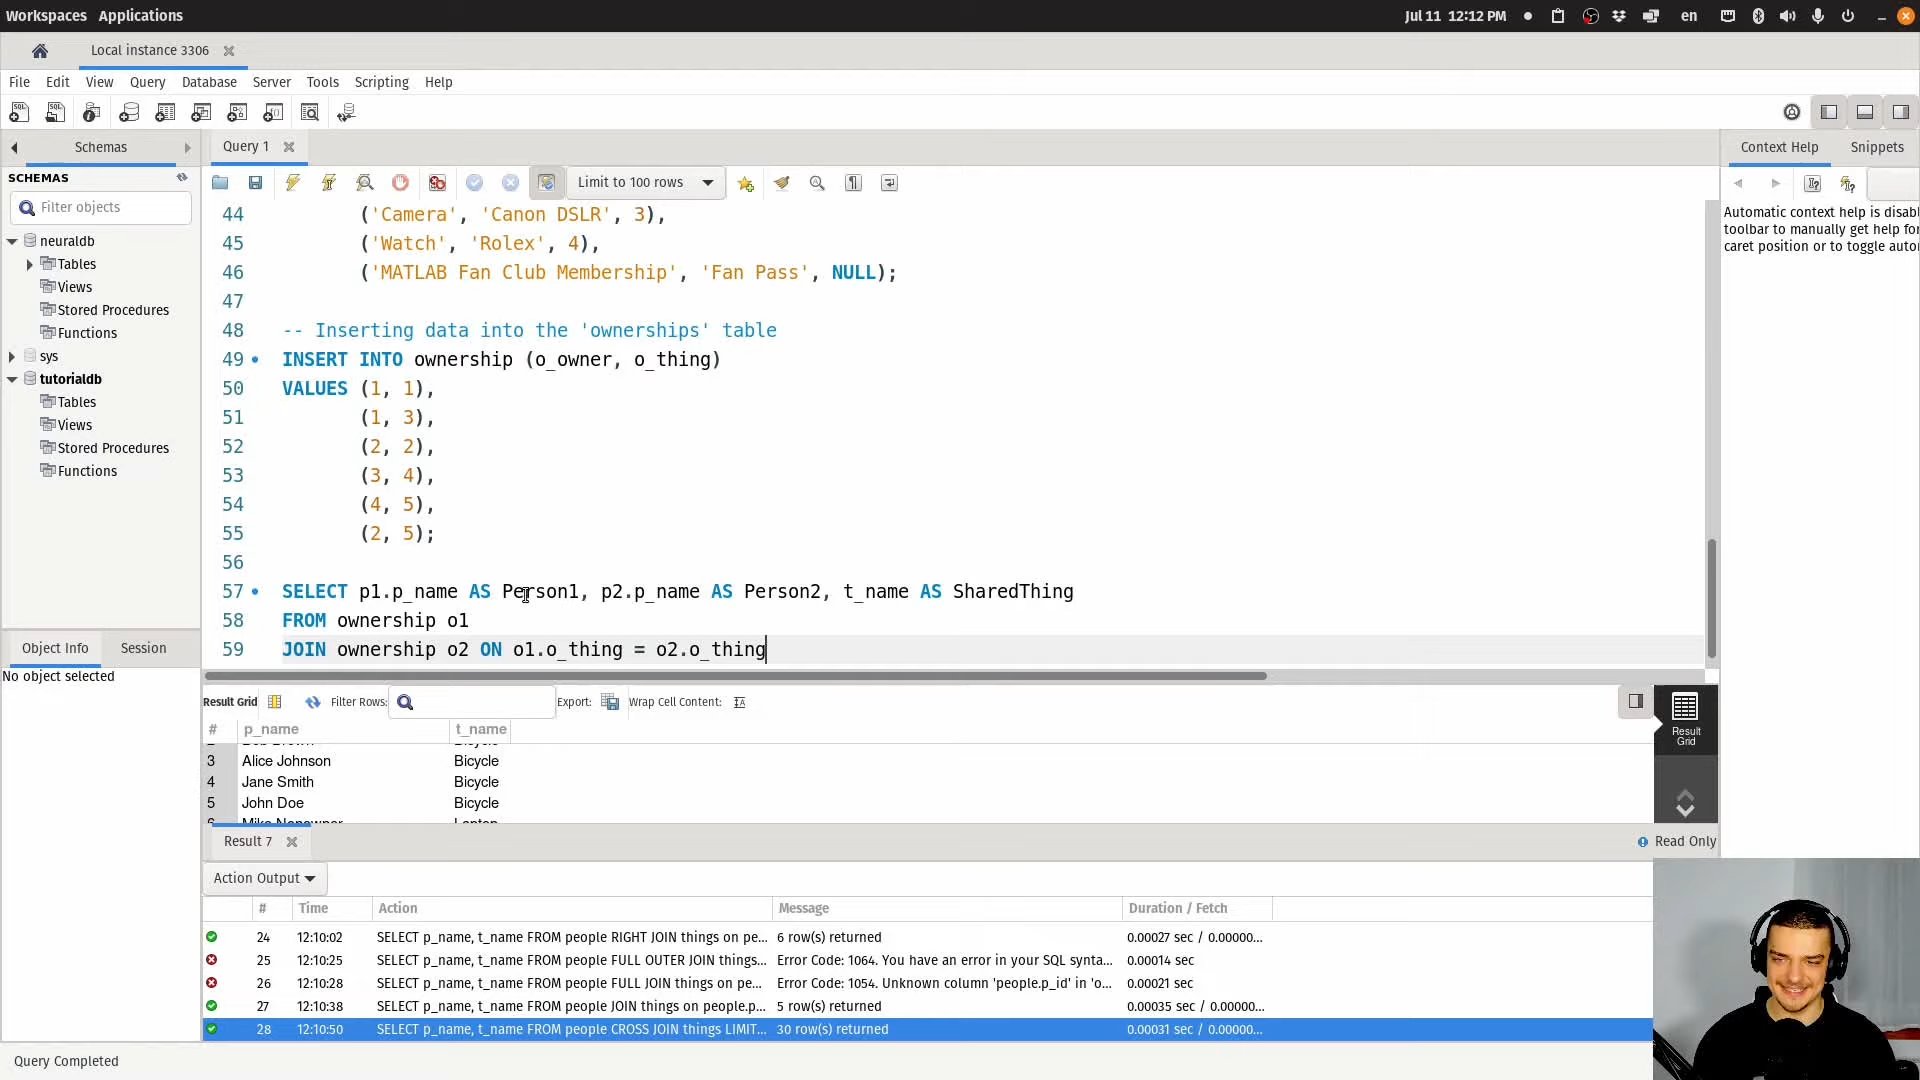 Workspaces Applications
Jul 11 12:12 PM
en
Local instance 3306
File Edit View Query Database Server Tools Scripting Help
Schemas
Query 1
Context Help
Snippets
SCHEMAS
Limit to 100 rows
Filter objects
Automatic context help is disab
toolbar to manually get help for
caret position or to toggle auto
neuraldb
Tables
Views
Stored Procedures
Functions
sys
tutorialdb
Tables
Views
Stored Procedures
Functions
44 ('Camera', 'Canon DSLR', 3),
45 ('Watch', 'Rolex', 4),
46 ('MATLAB Fan Club Membership', 'Fan Pass', NULL);
47
48 -- Inserting data into the 'ownerships' table
49 INSERT INTO ownership (o_owner, o_thing)
50 VALUES (1, 1),
51 (1, 3),
52 (2, 2),
53 (3, 4),
54 (4, 5),
55 (2, 5);
56
57 SELECT p1.p_name AS Person1, p2.p_name AS Person2, t_name AS SharedThing
58 FROM ownership o1
59 JOIN ownership o2 ON o1.o_thing = o2.o_thing
Object Info
Session
No object selected
Result Grid
Filter Rows:
Export:
Wrap Cell Content:
Result
Grid
# p_name t_name
3 Alice Johnson Bicycle
4 Jane Smith Bicycle
5 John Doe Bicycle
Result 7
Read Only
Action Output
# Time Action Message Duration / Fetch
24 12:10:02 SELECT p_name, t_name FROM people RIGHT JOIN things on pe... 6 row(s) returned 0.00027 sec / 0.00000...
25 12:10:25 SELECT p_name, t_name FROM people FULL OUTER JOIN things... Error Code: 1064. You have an error in your SQL synta... 0.00014 sec
26 12:10:28 SELECT p_name, t_name FROM people FULL JOIN things on pe... Error Code: 1054. Unknown column 'people.p_id' in 'o... 0.00021 sec
27 12:10:38 SELECT p_name, t_name FROM people JOIN things on people.p... 5 row(s) returned 0.00035 sec / 0.00000...
28 12:10:50 SELECT p_name, t_name FROM people CROSS JOIN things LIMIT... 30 row(s) returned 0.00031 sec / 0.00000...
Query Completed